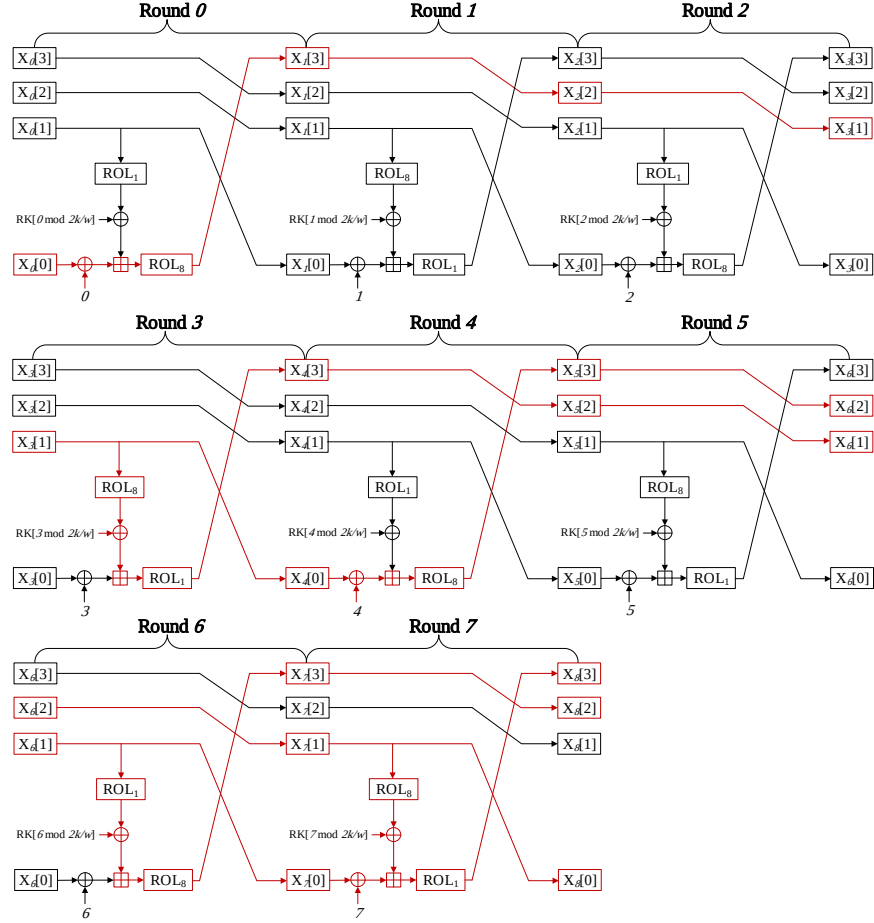 Round 0 Round 1 Round 2
X₀[3] X₁[3] X₂[3] X₃[3]
X₀[2] X₁[2] X₂[2] X₃[2]
X₀[1] X₁[1] X₂[1] X₃[1]
ROL₁ ROL₈ ROL₁
RK[0 mod 2k/w] RK[1 mod 2k/w] RK[2 mod 2k/w]
X₀[0] ROL₈ X₁[0] ROL₁ X₂[0] ROL₈ X₃[0]
0 1 2
Round 3 Round 4 Round 5
X₃[3] X₄[3] X₅[3] X₆[3]
X₃[2] X₄[2] X₅[2] X₆[2]
X₃[1] X₄[1] X₅[1] X₆[1]
ROL₈ ROL₁ ROL₈
RK[3 mod 2k/w] RK[4 mod 2k/w] RK[5 mod 2k/w]
X₃[0] ROL₁ X₄[0] ROL₈ X₅[0] ROL₁ X₆[0]
3 4 5
Round 6 Round 7
X₆[3] X₇[3] X₈[3]
X₆[2] X₇[2] X₈[2]
X₆[1] X₇[1] X₈[1]
ROL₁ ROL₈
RK[6 mod 2k/w] RK[7 mod 2k/w]
X₆[0] ROL₈ X₇[0] ROL₁ X₈[0]
6 7